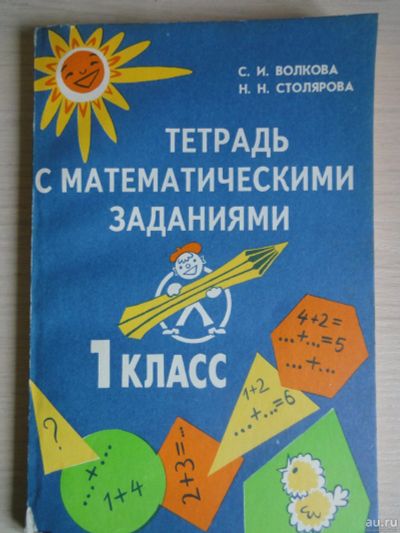 С. И. ВОЛКОВА
Н. Н. СТОЛЯРОВА
ТЕТРАДЬ
С МАТЕМАТИЧЕСКИМИ
ЗАДАНИЯМИ
1 КЛАСС
4+2=
...+...=5
...+...
1+2
...+...=6
?
...×...
1+4
2+3=...
au.ru